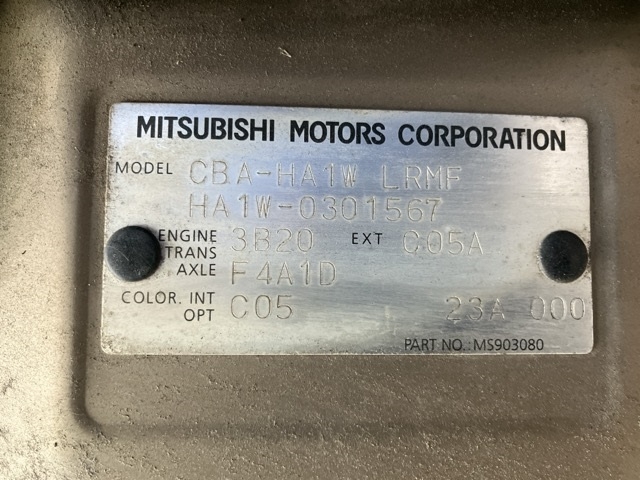 MITSUBISHI MOTORS CORPORATION
MODEL CBA-HA1W LRMF
HA1W-0301567
ENGINE 3B20 EXT C05A
TRANS AXLE F4A1D
COLOR. INT OPT C05 23A 000
PART NO.: MS903080